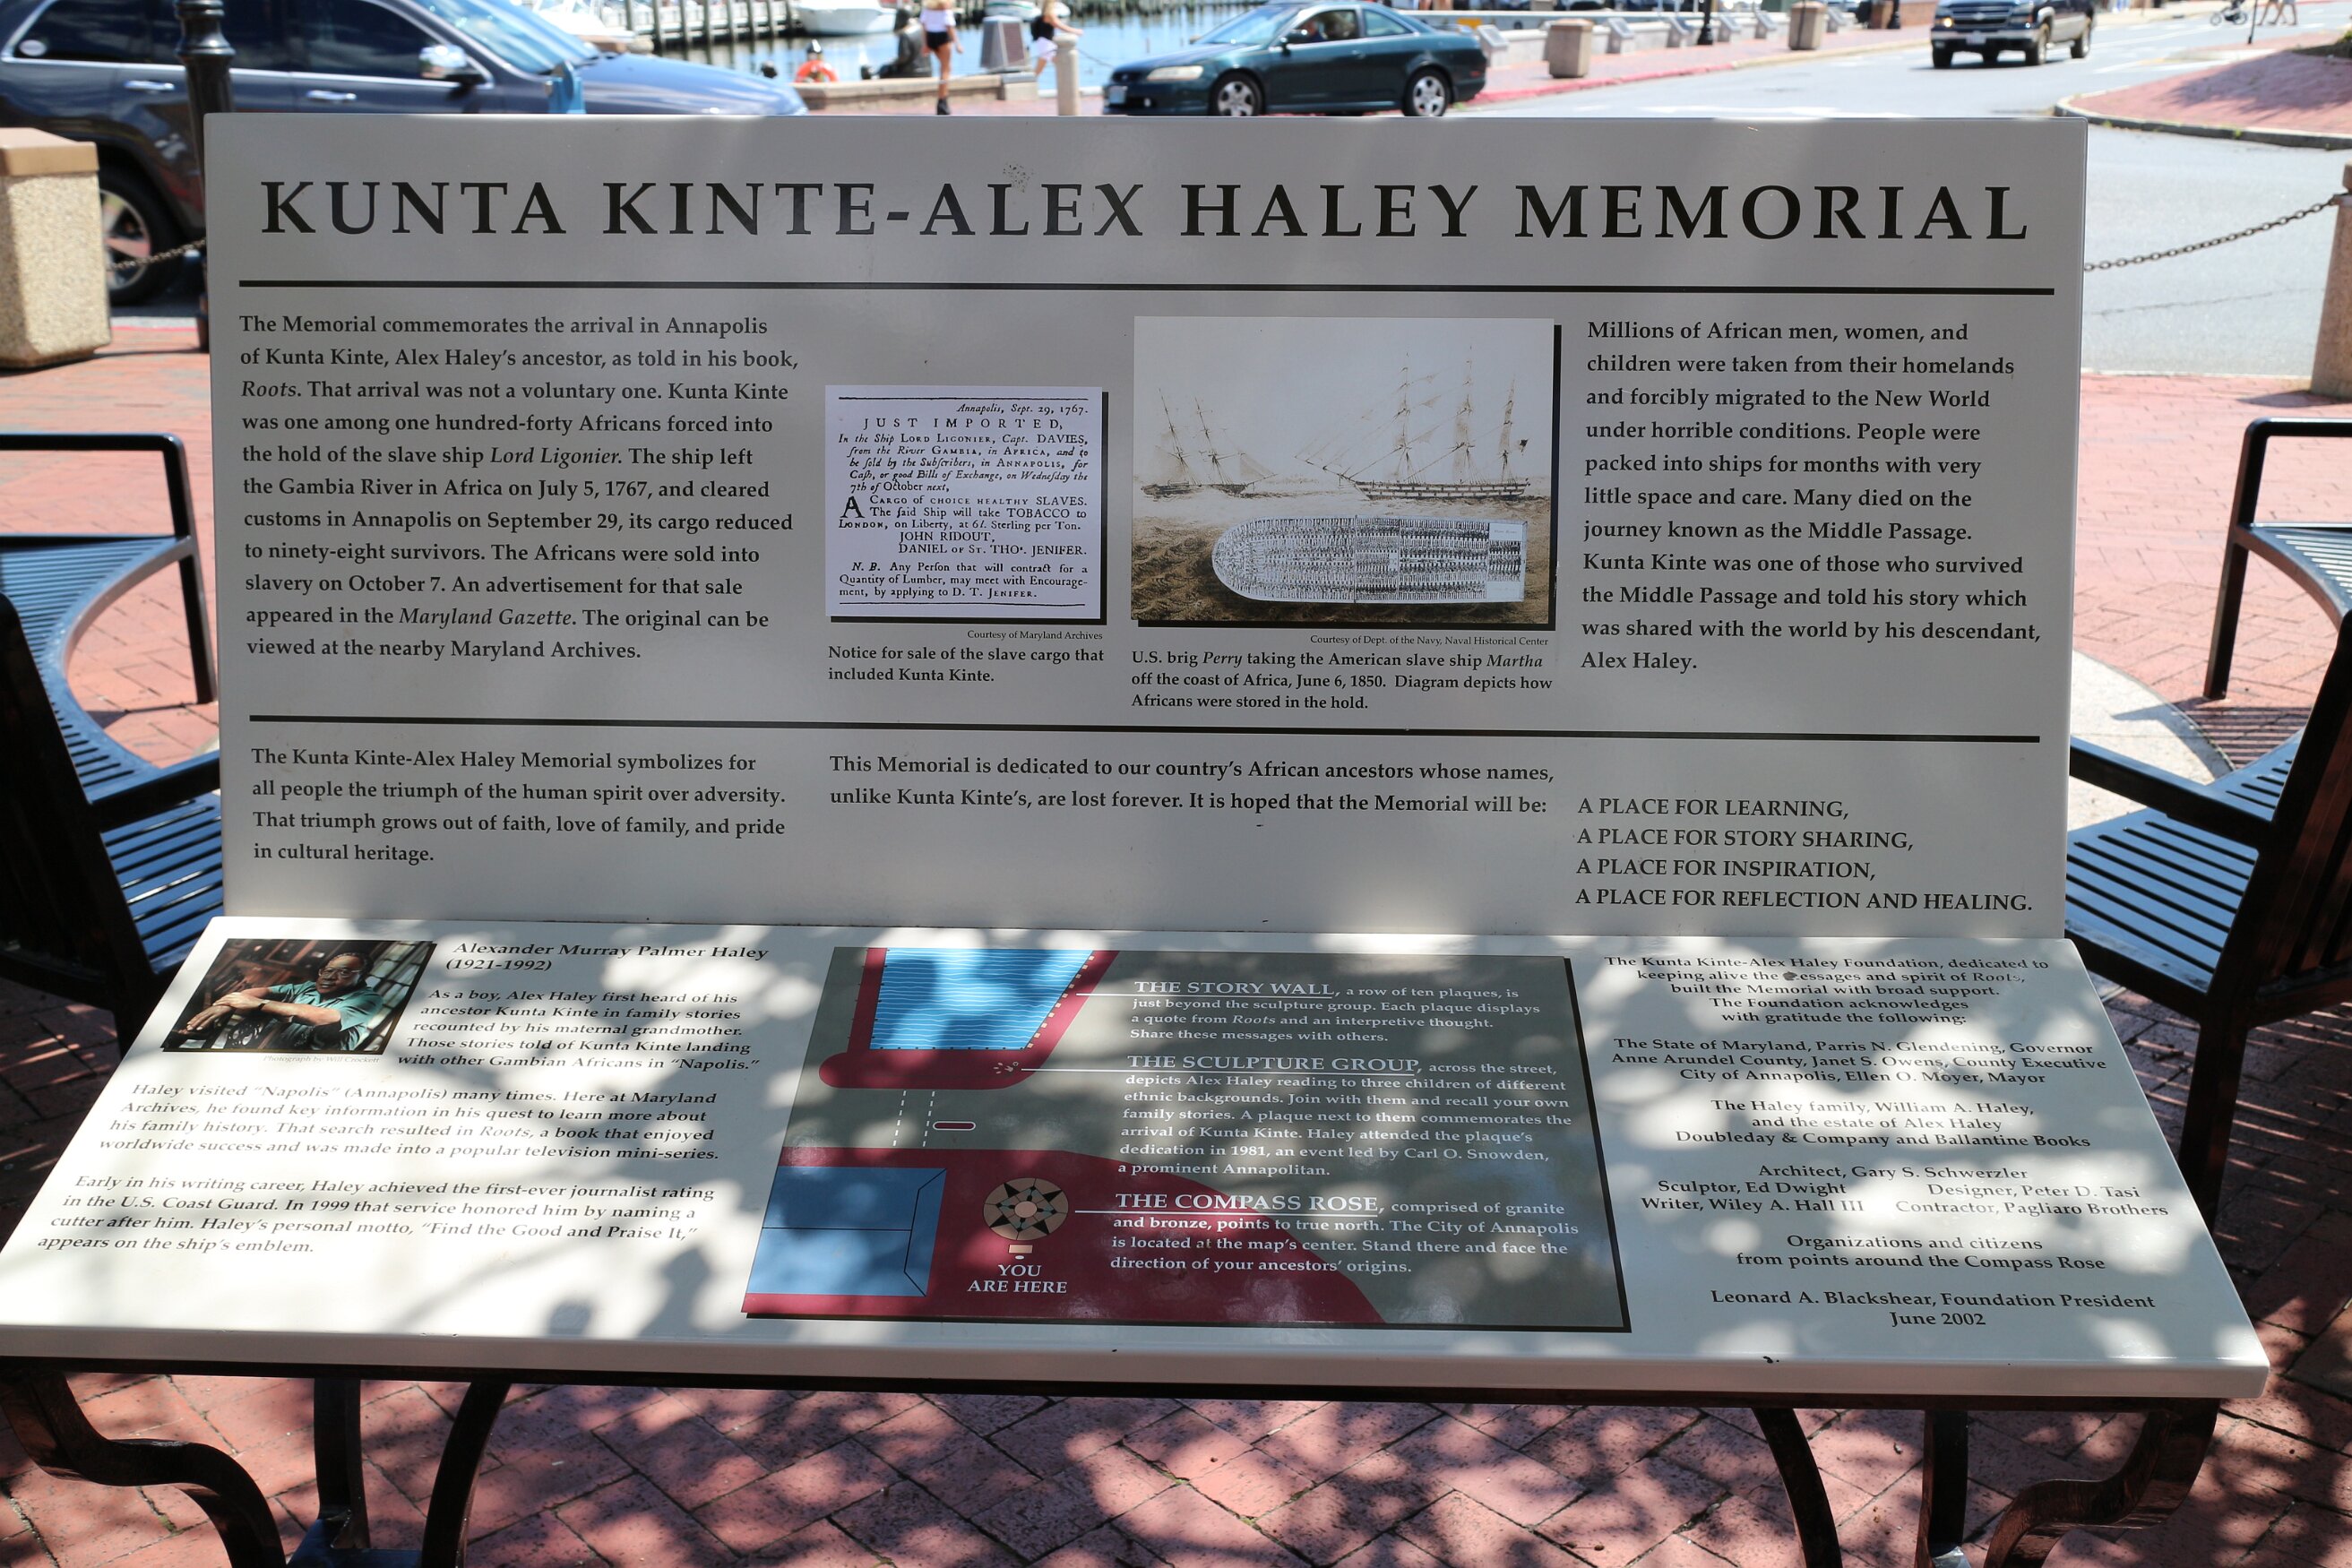 KUNTA KINTE-ALEX HALEY MEMORIAL
The Memorial commemorates the arrival in Annapolis
of Kunta Kinte, Alex Haley's ancestor, as told in his book,
Roots. That arrival was not a voluntary one. Kunta Kinte
was one among one hundred-forty Africans forced into
the hold of the slave ship Lord Ligonier. The ship left
the Gambia River in Africa on July 5, 1767, and cleared
customs in Annapolis on September 29, its cargo reduced
to ninety-eight survivors. The Africans were sold into
slavery on October 7. An advertisement for that sale
appeared in the Maryland Gazette. The original can be
viewed at the nearby Maryland Archives.
Annapolis, Sept. 29, 1767.
JUST IMPORTED,
In the Ship LORD LIGONIER, Capt. DAVIES,
from the River GAMBIA, in AFRICA, and to
be ſold by the Subſcribers, in ANNAPOLIS, for
Caſh, or good Bills of Exchange, on Wedneſday the
7th of October next,
A CARGO OF CHOICE HEALTHY SLAVES.
The ſaid Ship will take TOBACCO to
LONDON, on Liberty, at 6l. Sterling per Ton.
JOHN RIDOUT,
DANIEL OF ST. THOS. JENIFER.
N. B. Any Perſon that will contract for a
Quantity of Lumber, may meet with Encourage-
ment, by applying to D. T. JENIFER.
Courtesy of Maryland Archives
Notice for sale of the slave cargo that
included Kunta Kinte.
Courtesy of Dept. of the Navy, Naval Historical Center
U.S. brig Perry taking the American slave ship Martha
off the coast of Africa, June 6, 1850. Diagram depicts how
Africans were stored in the hold.
Millions of African men, women, and
children were taken from their homelands
and forcibly migrated to the New World
under horrible conditions. People were
packed into ships for months with very
little space and care. Many died on the
journey known as the Middle Passage.
Kunta Kinte was one of those who survived
the Middle Passage and told his story which
was shared with the world by his descendant,
Alex Haley.
The Kunta Kinte-Alex Haley Memorial symbolizes for
all people the triumph of the human spirit over adversity.
That triumph grows out of faith, love of family, and pride
in cultural heritage.
This Memorial is dedicated to our country's African ancestors whose names,
unlike Kunta Kinte's, are lost forever. It is hoped that the Memorial will be:
A PLACE FOR LEARNING,
A PLACE FOR STORY SHARING,
A PLACE FOR INSPIRATION,
A PLACE FOR REFLECTION AND HEALING.
Alexander Murray Palmer Haley
(1921-1992)
As a boy, Alex Haley first heard of his
ancestor Kunta Kinte in family stories
recounted by his maternal grandmother.
Those stories told of Kunta Kinte landing
with other Gambian Africans in "Napolis."
Photograph by Will Crockett
Haley visited "Napolis" (Annapolis) many times. Here at Maryland
Archives, he found key information in his quest to learn more about
his family history. That search resulted in Roots, a book that enjoyed
worldwide success and was made into a popular television mini-series.
Early in his writing career, Haley achieved the first-ever journalist rating
in the U.S. Coast Guard. In 1999 that service honored him by naming a
cutter after him. Haley's personal motto, "Find the Good and Praise It,"
appears on the ship's emblem.
THE STORY WALL, a row of ten plaques, is
just beyond the sculpture group. Each plaque displays
a quote from Roots and an interpretive thought.
Share these messages with others.
THE SCULPTURE GROUP, across the street,
depicts Alex Haley reading to three children of different
ethnic backgrounds. Join with them and recall your own
family stories. A plaque next to them commemorates the
arrival of Kunta Kinte. Haley attended the plaque's
dedication in 1981, an event led by Carl O. Snowden,
a prominent Annapolitan.
THE COMPASS ROSE, comprised of granite
and bronze, points to true north. The City of Annapolis
is located at the map's center. Stand there and face the
direction of your ancestors' origins.
YOU
ARE HERE
The Kunta Kinte-Alex Haley Foundation, dedicated to
keeping alive the messages and spirit of Roots,
built the Memorial with broad support.
The Foundation acknowledges
with gratitude the following:
The State of Maryland, Parris N. Glendening, Governor
Anne Arundel County, Janet S. Owens, County Executive
City of Annapolis, Ellen O. Moyer, Mayor
The Haley family, William A. Haley,
and the estate of Alex Haley
Doubleday & Company and Ballantine Books
Architect, Gary S. Schwerzler
Sculptor, Ed Dwight Designer, Peter D. Tasi
Writer, Wiley A. Hall III Contractor, Pagliaro Brothers
Organizations and citizens
from points around the Compass Rose
Leonard A. Blackshear, Foundation President
June 2002